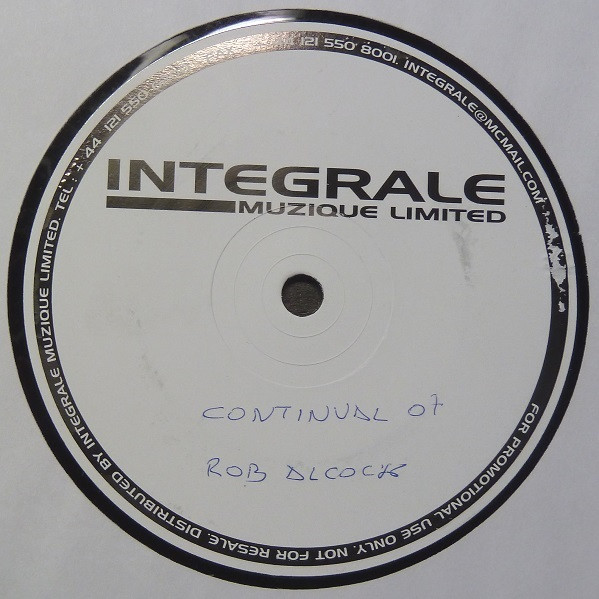 INTEGRALE
MUZIQUE LIMITED
CONTINUAL 07
ROB ALCOCK
FOR PROMOTIONAL USE ONLY. NOT FOR RESALE. DISTRIBUTED BY INTEGRALE MUZIQUE LIMITED. TEL : + 44 121 550 121 550 8001. INTEGRALE@MCMAIL.COM